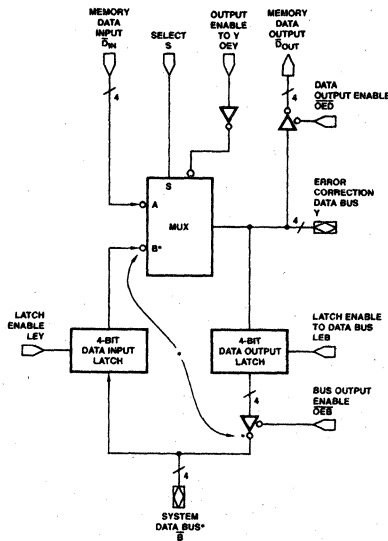 MEMORY
DATA
INPUT
D̅IN
SELECT
S
OUTPUT
ENABLE
TO Y
OEY
MEMORY
DATA
OUTPUT
D̅OUT
4
4
DATA
OUTPUT ENABLE
O̅E̅D̅
S
A
MUX
B*
4
ERROR
CORRECTION
DATA BUS
Y
LATCH
ENABLE
LEY
4-BIT
DATA INPUT
LATCH
4-BIT
DATA OUTPUT
LATCH
LATCH ENABLE
TO DATA BUS
LEB
*
4
*
BUS OUTPUT
ENABLE
O̅E̅B̅
4
SYSTEM
DATA BUS*
B̅